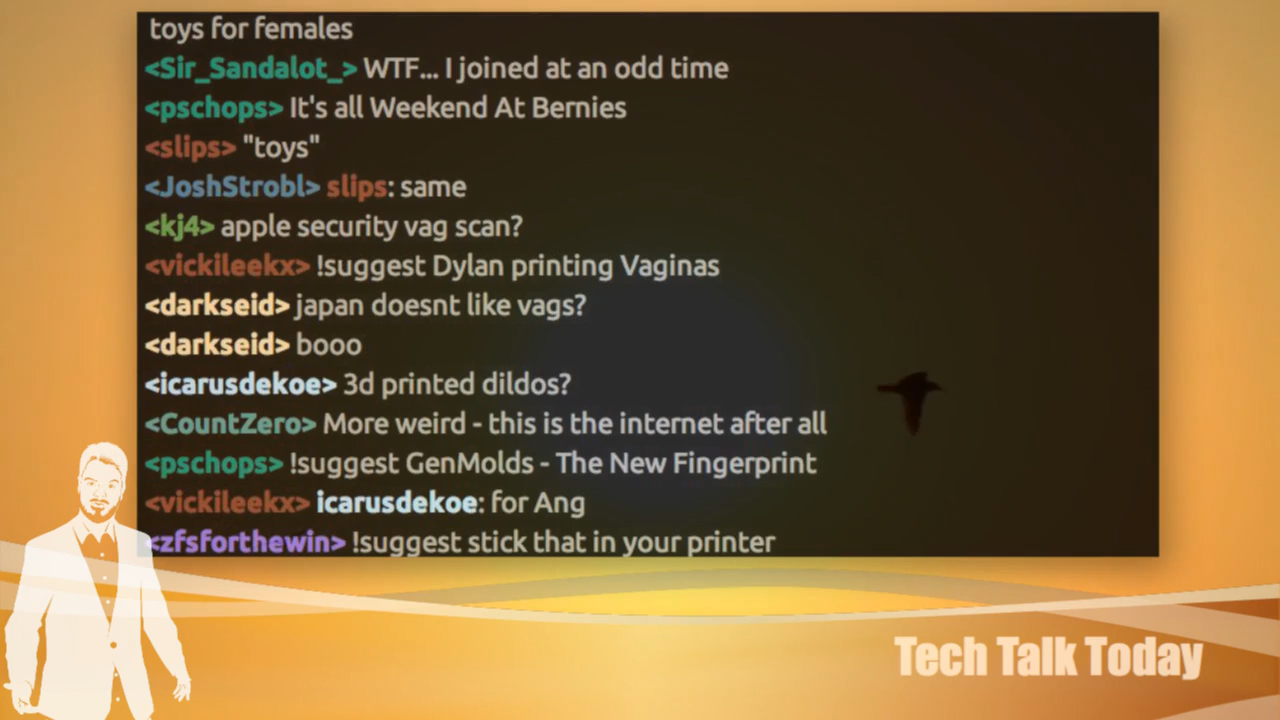 toys for females
<Sir_Sandalot_> WTF... I joined at an odd time
<pschops> It's all Weekend At Bernies
<slips> "toys"
<JoshStrobl> slips: same
<kj4> apple security vag scan?
<vickileekx> !suggest Dylan printing Vaginas
<darkseid> japan doesnt like vags?
<darkseid> booo
<icarusdekoe> 3d printed dildos?
<CountZero> More weird - this is the internet after all
<pschops> !suggest GenMolds - The New Fingerprint
<vickileekx> icarusdekoe: for Ang
<zfsforthewin> !suggest stick that in your printer
Tech Talk Today